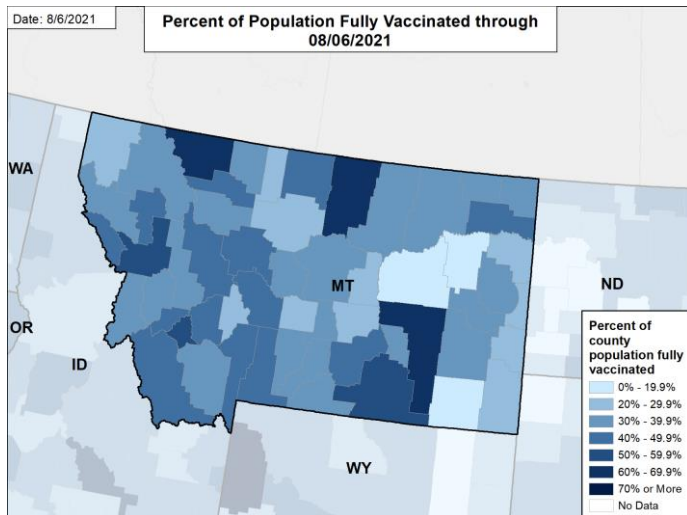 Date: 8/6/2021
Percent of Population Fully Vaccinated through
08/06/2021
WA
MT
ND
OR
ID
WY
Percent of
county
population fully
vaccinated
0% - 19.9%
20% - 29.9%
30% - 39.9%
40% - 49.9%
50% - 59.9%
60% - 69.9%
70% or More
No Data